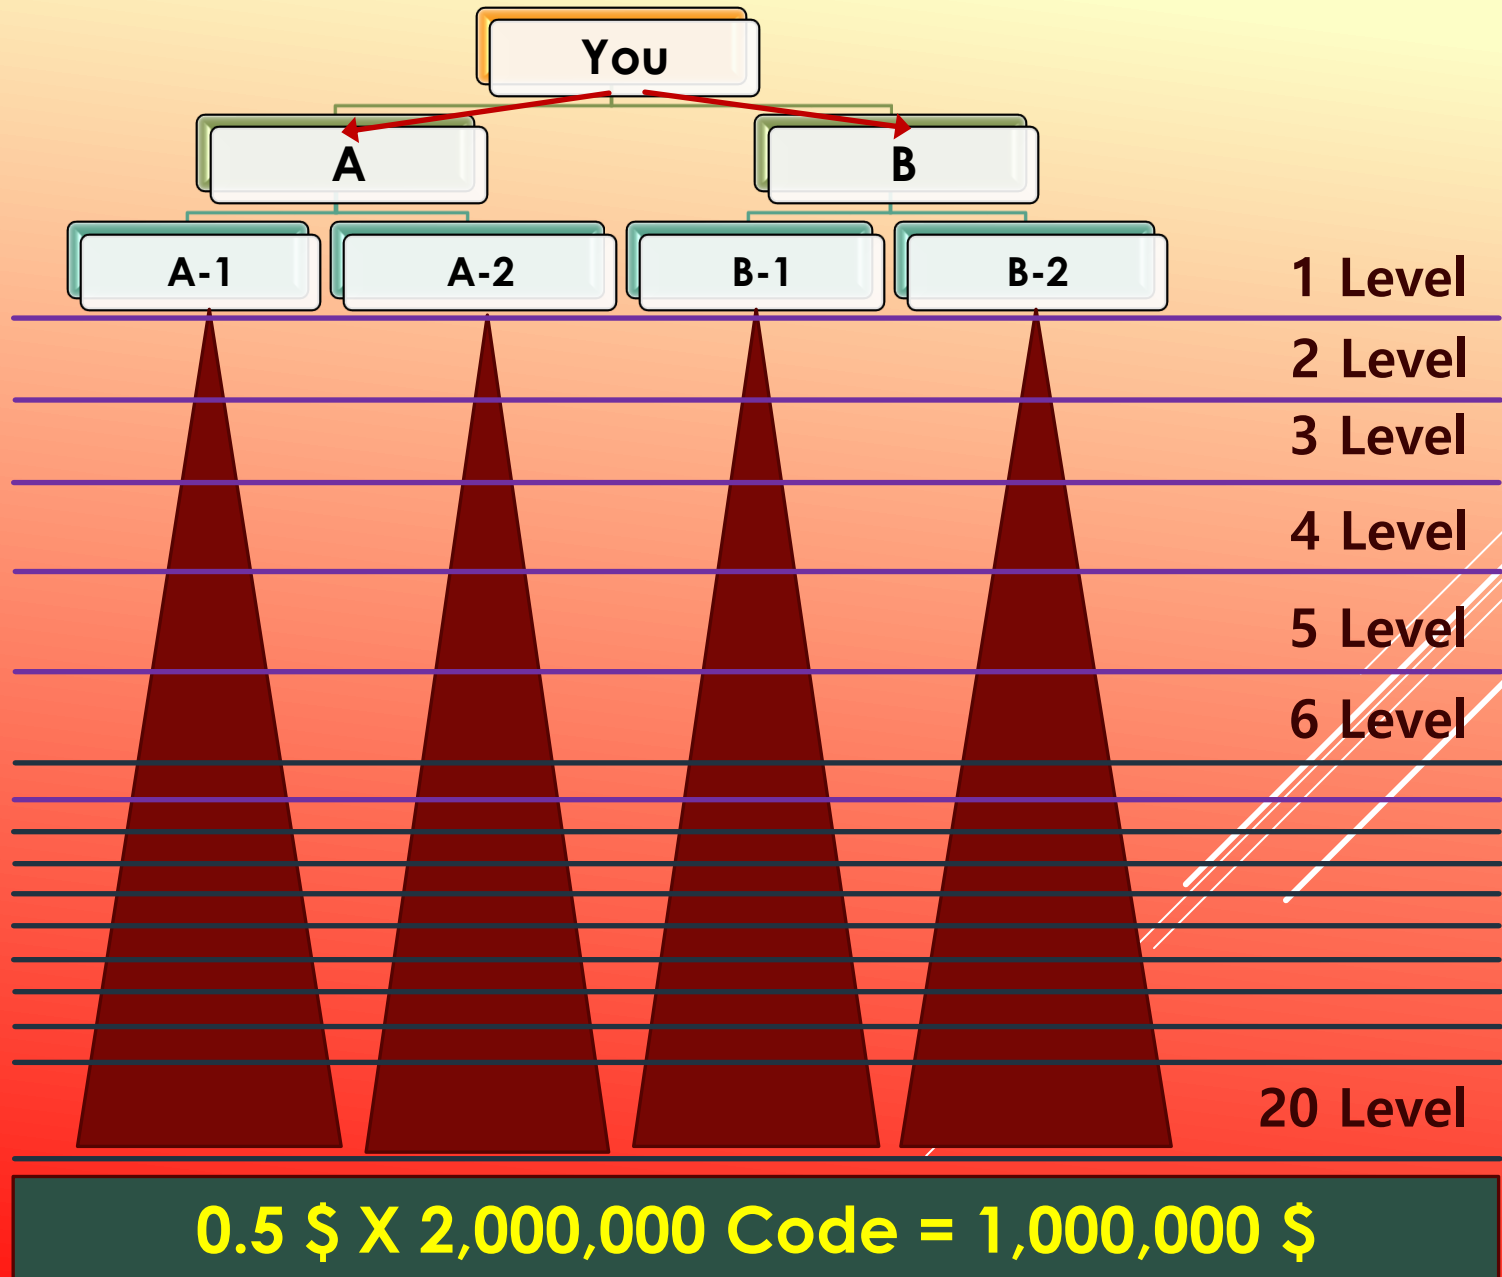 You
A
B
A-1
A-2
B-1
B-2
1 Level
2 Level
3 Level
4 Level
5 Level
6 Level
20 Level
0.5 $ X 2,000,000 Code = 1,000,000 $